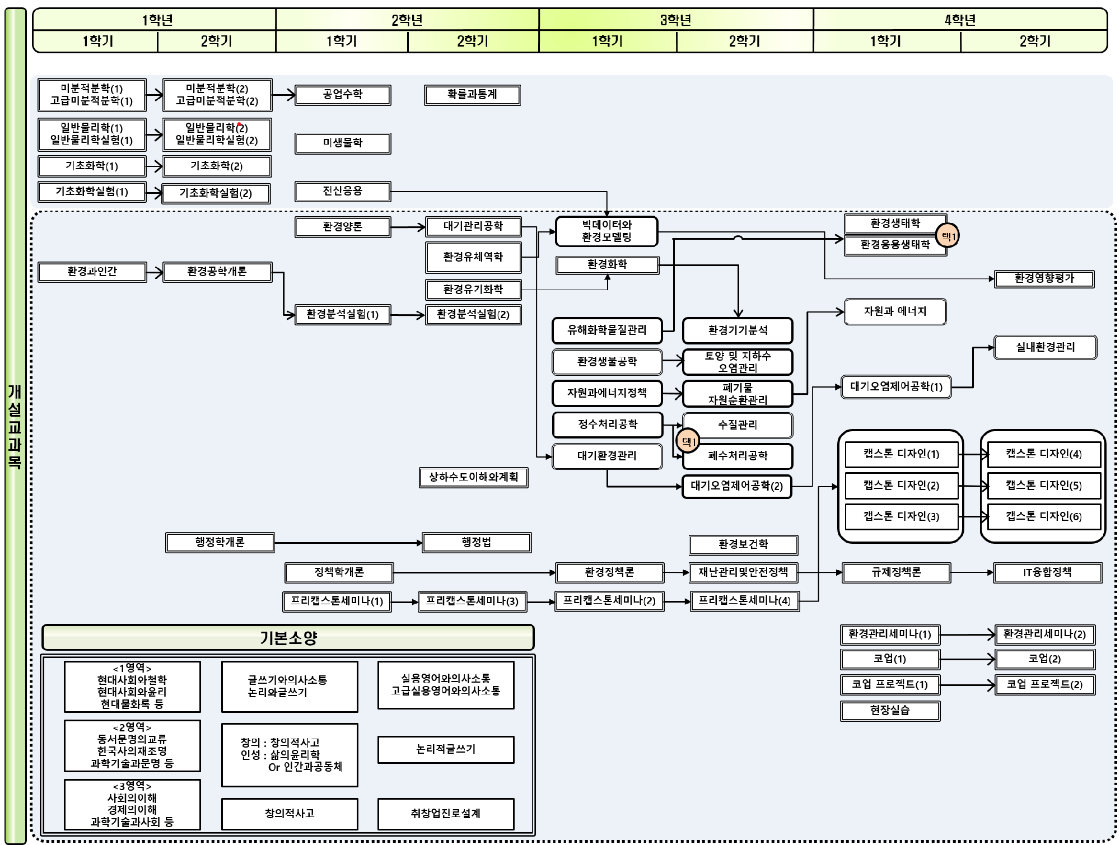 1학년
2학년
3학년
4학년
1학기
2학기
1학기
2학기
1학기
2학기
1학기
2학기
개설교과목
미분적분학(1)
고급미분적분학(1)
미분적분학(2)
고급미분적분학(2)
공업수학
확률과통계
일반물리학(1)
일반물리학실험(1)
일반물리학(2)
일반물리학실험(2)
미생물학
기초화학(1)
기초화학(2)
기초화학실험(1)
기초화학실험(2)
진신응용
환경양론
대기관리공학
빅데이터와
환경모델링
환경생태학
환경응용생태학
택1
환경유체역학
환경과인간
환경공학개론
환경화학
환경영향평가
환경유기화학
환경분석실험(1)
환경분석실험(2)
자원과 에너지
유해화학물질관리
환경기기분석
실내환경관리
환경생물공학
토양 및 지하수
오염관리
자원과에너지정책
폐기물
자원순환관리
대기오염제어공학(1)
정수처리공학
수질관리
택1
대기환경관리
폐수처리공학
캡스톤 디자인(1)
캡스톤 디자인(4)
상하수도이해와계획
대기오염제어공학(2)
캡스톤 디자인(2)
캡스톤 디자인(5)
캡스톤 디자인(3)
캡스톤 디자인(6)
행정학개론
행정법
환경보건학
정책학개론
환경정책론
재난관리및안전정책
규제정책론
IT융합정책
프리캡스톤세미나(1)
프리캡스톤세미나(3)
프리캡스톤세미나(2)
프리캡스톤세미나(4)
환경관리세미나(1)
환경관리세미나(2)
코업(1)
코업(2)
코업 프로젝트(1)
코업 프로젝트(2)
현장실습
기본소양
<1영역>
현대사회와철학
현대사회와윤리
현대물화록 등
글쓰기와의사소통
논리와글쓰기
실용영어와의사소통
고급실용영어와의사소통
<2영역>
동서문명의교류
한국사의재조명
과학기술과문명 등
창의 : 창의적사고
인성 : 삶의윤리학
Or 인간과공동체
논리적글쓰기
<3영역>
사회의이해
경제의이해
과학기술과사회 등
창의적사고
취창업진로설계